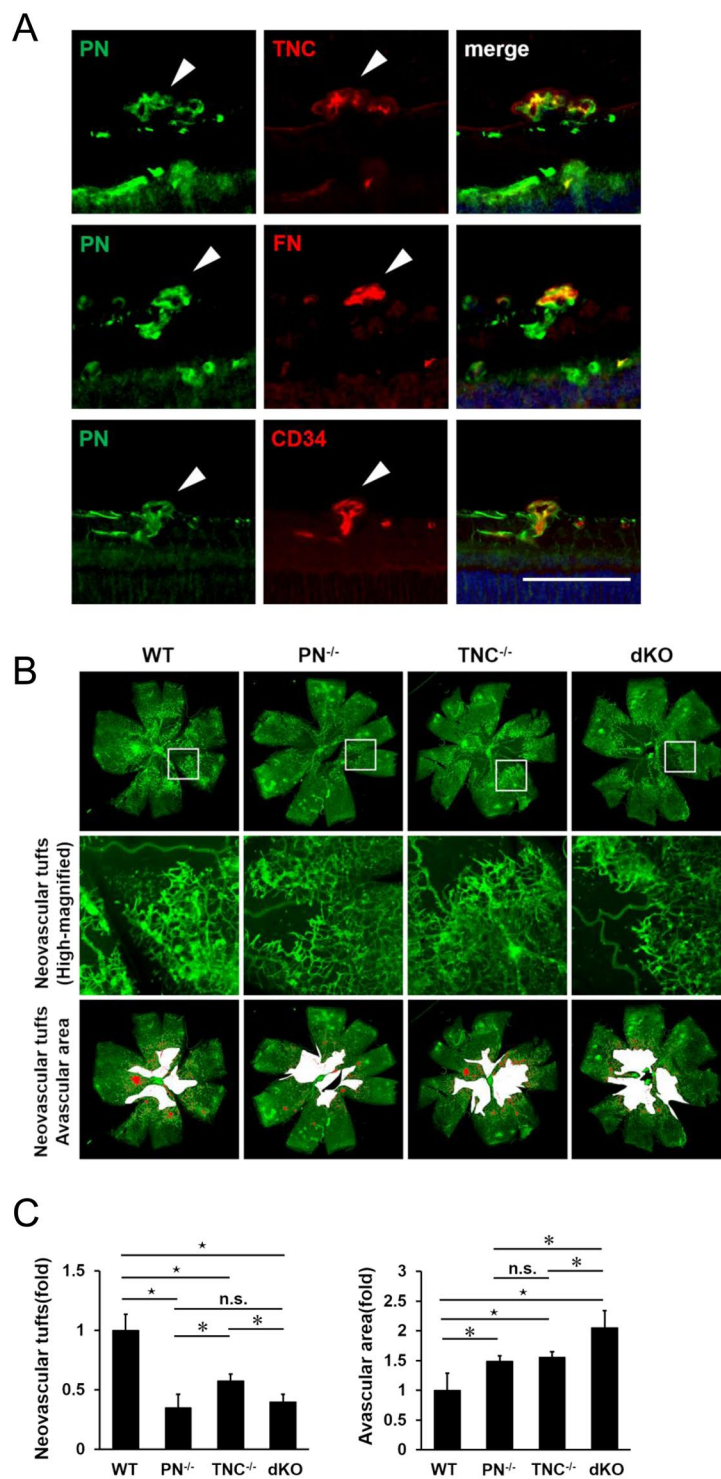 A
PN TNC merge
PN FN
PN CD34
B
WT PN-/- TNC-/- dKO
Neovascular tufts
(High-magnified)
Neovascular tufts
Avascular area
C
Neovascular tufts(fold)
1.5
1
0.5
0
⋆
⋆
⋆ n.s.
* *
WT PN-/- TNC-/- dKO
Avascular area(fold)
3
2.5
2
1.5
1
0.5
0
*
n.s. *
⋆
⋆
*
WT PN-/- TNC-/- dKO